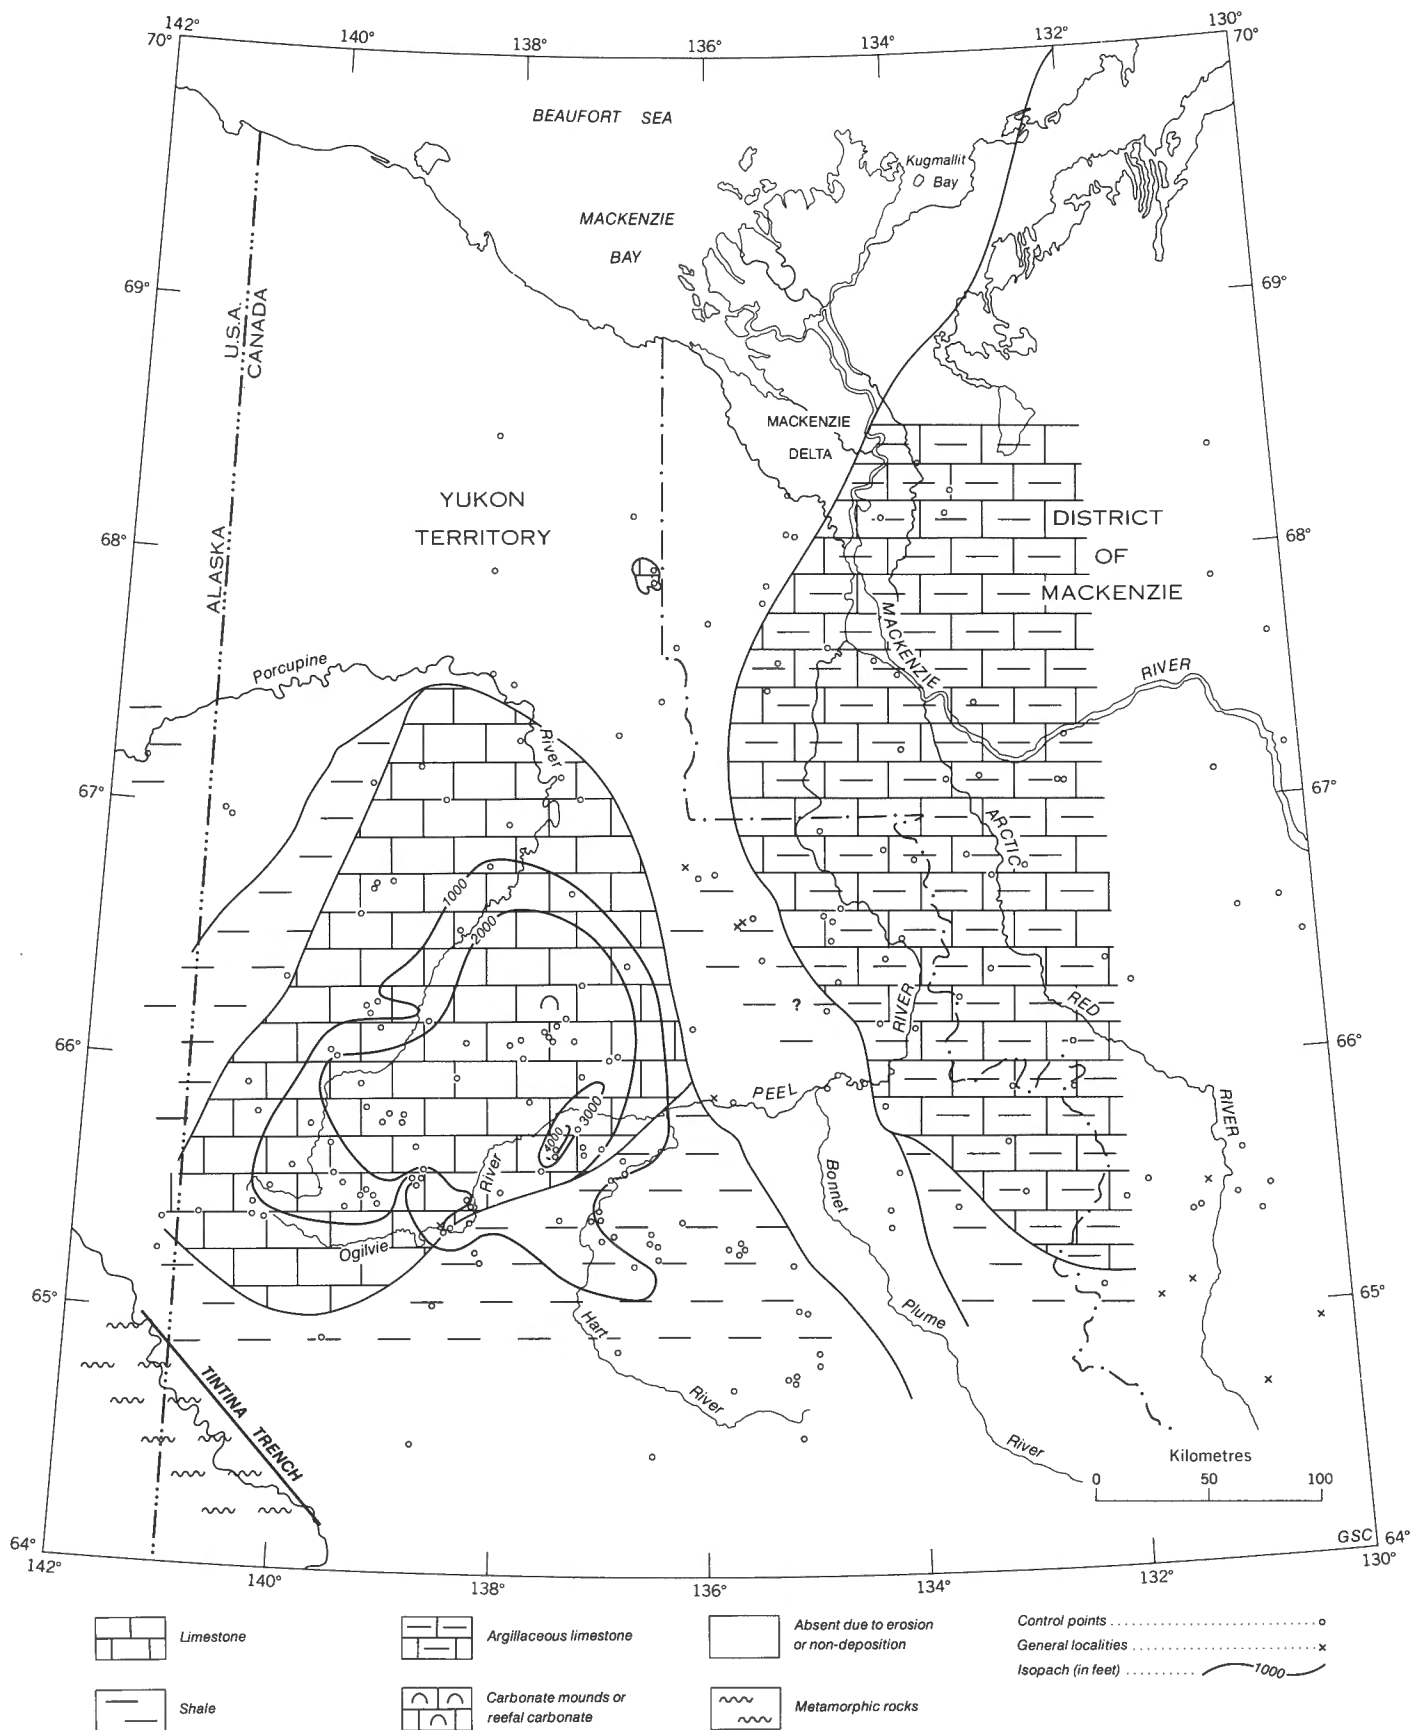 142°
140°
138°
136°
134°
132°
130°
70°
70°
BEAUFORT SEA
Kugmallit
Bay
MACKENZIE
BAY
69°
69°
U.S.A.
CANADA
MACKENZIE
DELTA
YUKON
TERRITORY
DISTRICT
OF
MACKENZIE
68°
68°
ALASKA
MACKENZIE
RIVER
Porcupine
River
67°
67°
ARCTIC
1000
2000
RED
?
RIVER
66°
66°
PEEL
RIVER
3000
4000
River
Bonnet
Ogilvie
65°
65°
Hart
Plume
TINTINA TRENCH
River
River
Kilometres
0 50 100
GSC
64°
64°
142°
140°
138°
136°
134°
132°
130°
Limestone
Argillaceous limestone
Absent due to erosion
or non-deposition
Control points
General localities x
Isopach (in feet) 1000
Shale
Carbonate mounds or
reefal carbonate
Metamorphic rocks